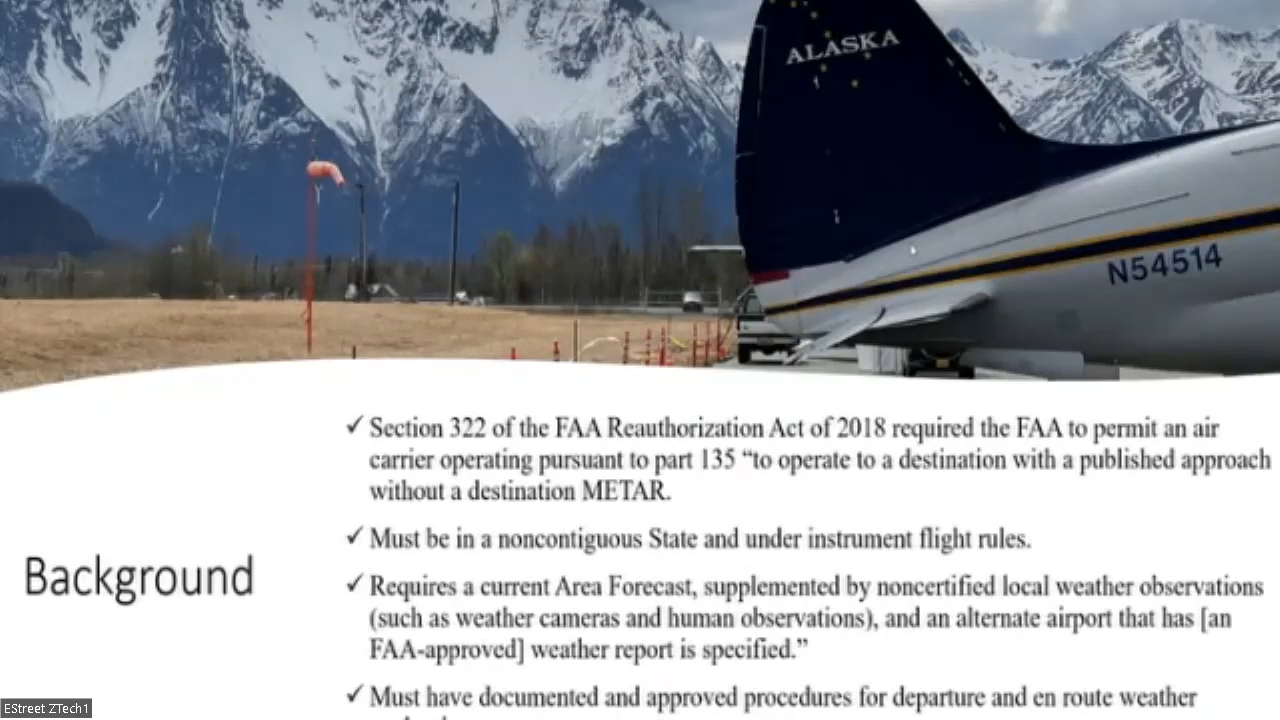 ALASKA
N54514
Background
Section 322 of the FAA Reauthorization Act of 2018 required the FAA to permit an air
carrier operating pursuant to part 135 “to operate to a destination with a published approach
without a destination METAR.
Must be in a noncontiguous State and under instrument flight rules.
Requires a current Area Forecast, supplemented by noncertified local weather observations
(such as weather cameras and human observations), and an alternate airport that has [an
FAA-approved] weather report is specified.”
Must have documented and approved procedures for departure and en route weather
EStreet ZTech1